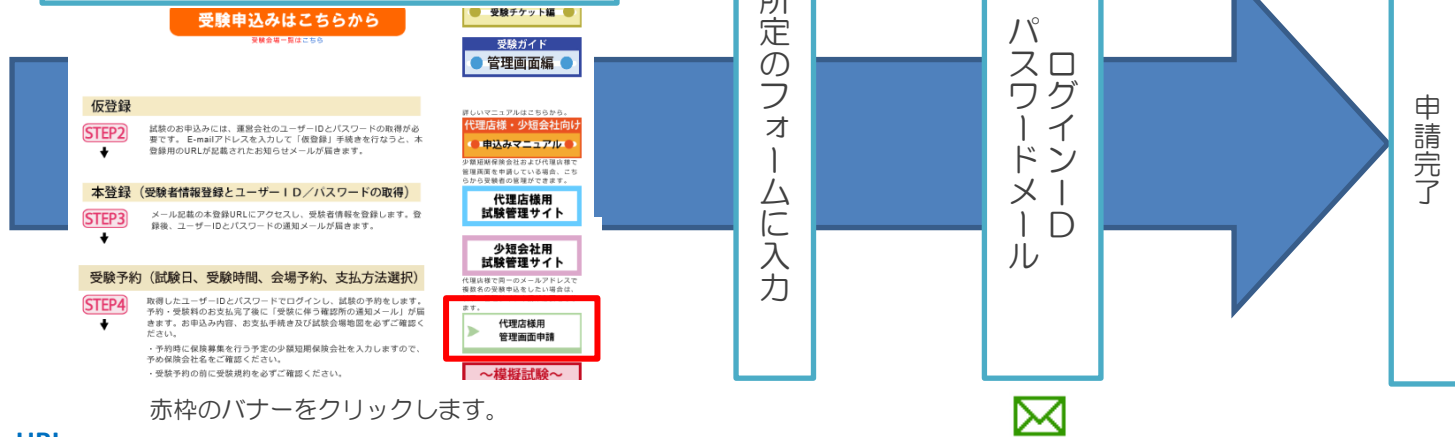 受験申込みはこちらから
受験会場一覧はこちら
仮登録
STEP2
試験のお申込みには、運営会社のユーザーIDとパスワードの取得が必
要です。 E-mailアドレスを入力して「仮登録」手続きを行なうと、本
登録用のURLが記載されたお知らせメールが届きます。
本登録（受験者情報登録とユーザーＩＤ／パスワードの取得）
STEP3
メール記載の本登録URLにアクセスし、受験者情報を登録します。登
録後、ユーザーIDとパスワードの通知メールが届きます。
受験予約（試験日、受験時間、会場予約、支払方法選択）
STEP4
取得したユーザーIDとパスワードでログインし、試験の予約をします。
予約・受験料のお支払完了後に「受験に伴う確認所の通知メール」が届
きます。お申込み内容、お支払手続き及び試験会場地図を必ずご確認く
ださい。
・予約時に保険募集を行う予定の少額短期保険会社を入力しますので、
予め保険会社名をご確認ください。
・受験予約の前に受験規約を必ずご確認ください。
受験チケット編
受験ガイド
管理画面編
詳しいマニュアルはこちらから。
代理店様・少短会社向け
申込みマニュアル
少額短期保険会社および代理店様で
管理画面を申請している場合、こち
らから受験者の管理ができます。
代理店様用
試験管理サイト
少短会社用
試験管理サイト
代理店様で同一のメールアドレスで
複数名の受験申込をしたい場合は、
ます。
代理店様用
管理画面申請
～模擬試験～
赤枠のバナーをクリックします。
所定のフォームに入力
ログインＩＤ
パスワードメール
申請完了